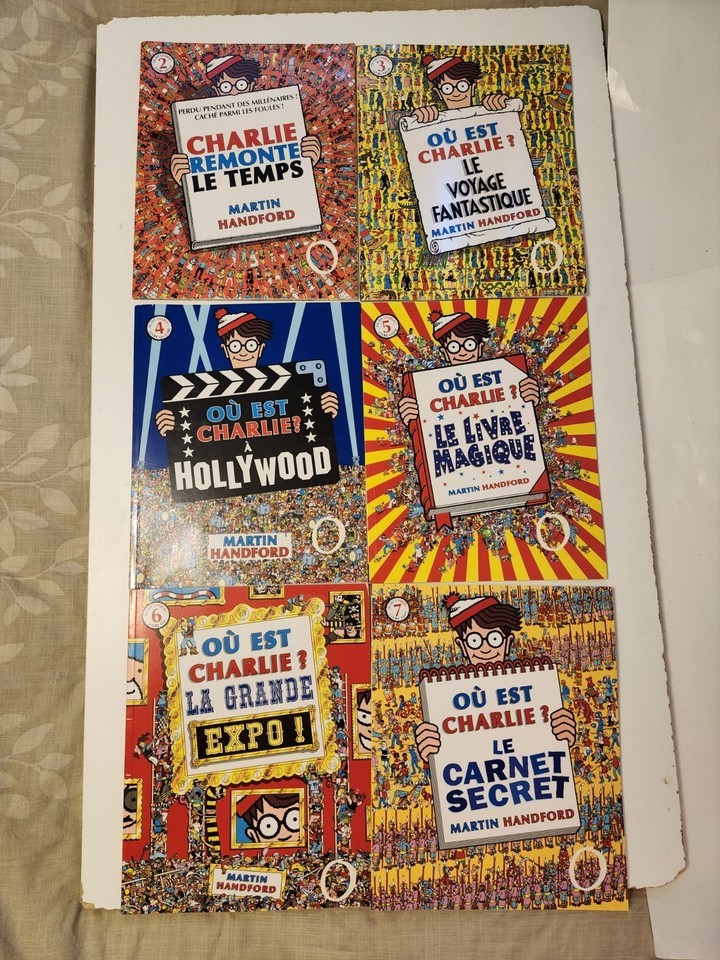 2
PERDU PENDANT DES MILLÉNAIRES !
CACHÉ PARMI LES FOULES !
CHARLIE
REMONTE
LE TEMPS
MARTIN
HANDFORD
3
OÙ EST
CHARLIE ?
LE
VOYAGE
FANTASTIQUE
MARTIN HANDFORD
4
OÙ EST
CHARLIE?
À
HOLLYWOOD
MARTIN
HANDFORD
5
OÙ EST
CHARLIE ?
LE LIVRE
MAGIQUE
MARTIN HANDFORD
6
OÙ EST
CHARLIE ?
LA GRANDE
EXPO !
MARTIN
HANDFORD
7
OÙ EST
CHARLIE ?
LE
CARNET
SECRET
MARTIN HANDFORD